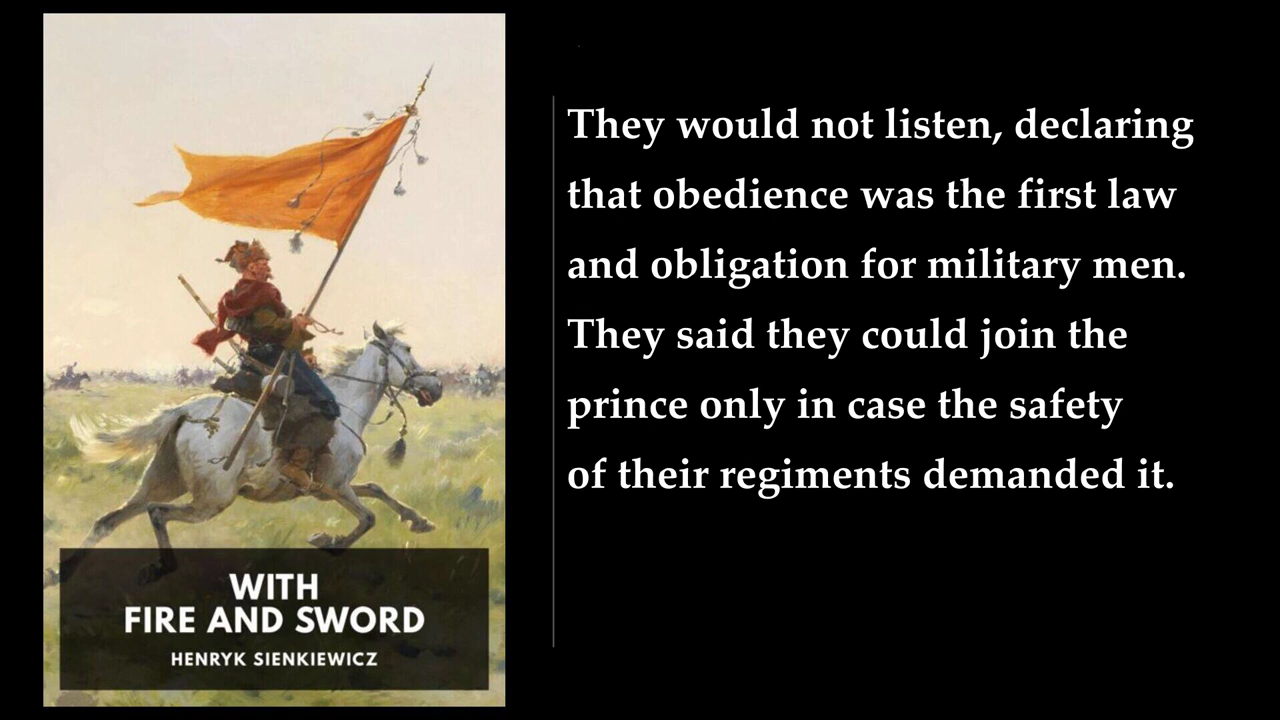 They would not listen, declaring
that obedience was the first law
and obligation for military men.
They said they could join the
prince only in case the safety
of their regiments demanded it.
WITH
FIRE AND SWORD
HENRYK SIENKIEWICZ